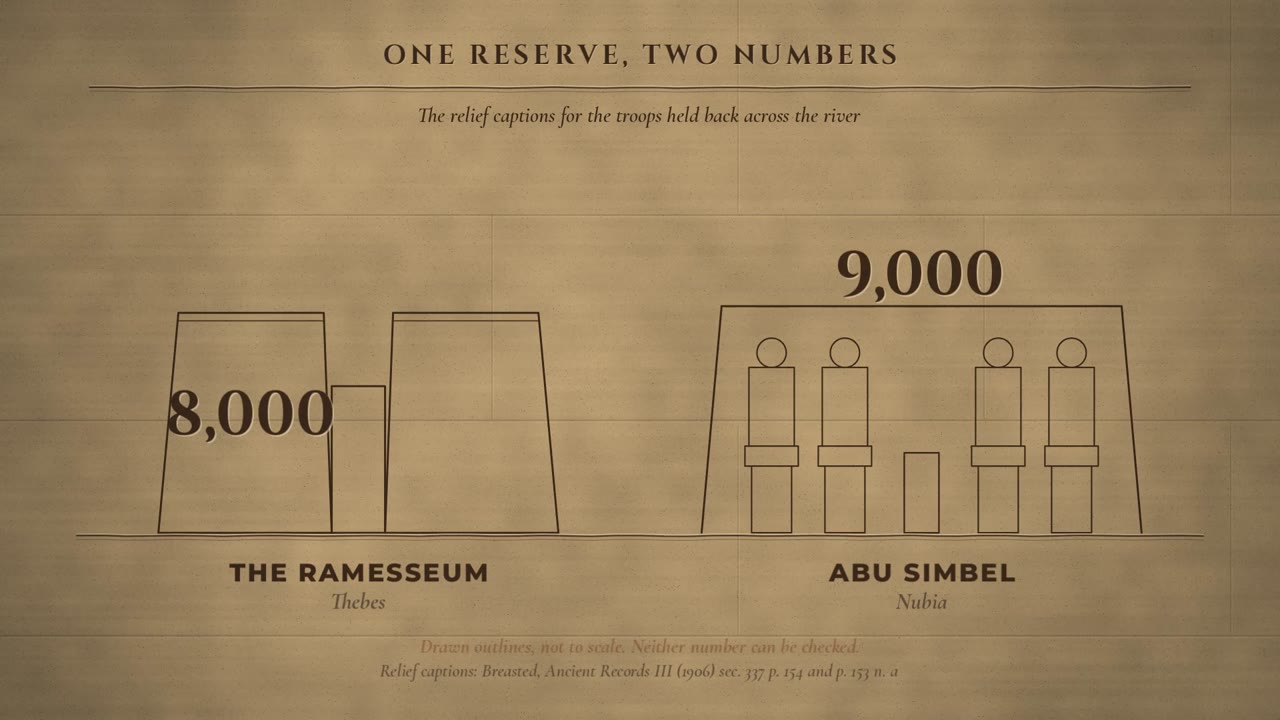 ONE RESERVE, TWO NUMBERS
The relief captions for the troops held back across the river
9,000
8,000
THE RAMESSEUM
Thebes
ABU SIMBEL
Nubia
Drawn outlines, not to scale. Neither number can be checked.
Relief captions: Breasted, Ancient Records III (1906) sec. 337 p. 154 and p. 153 n. a